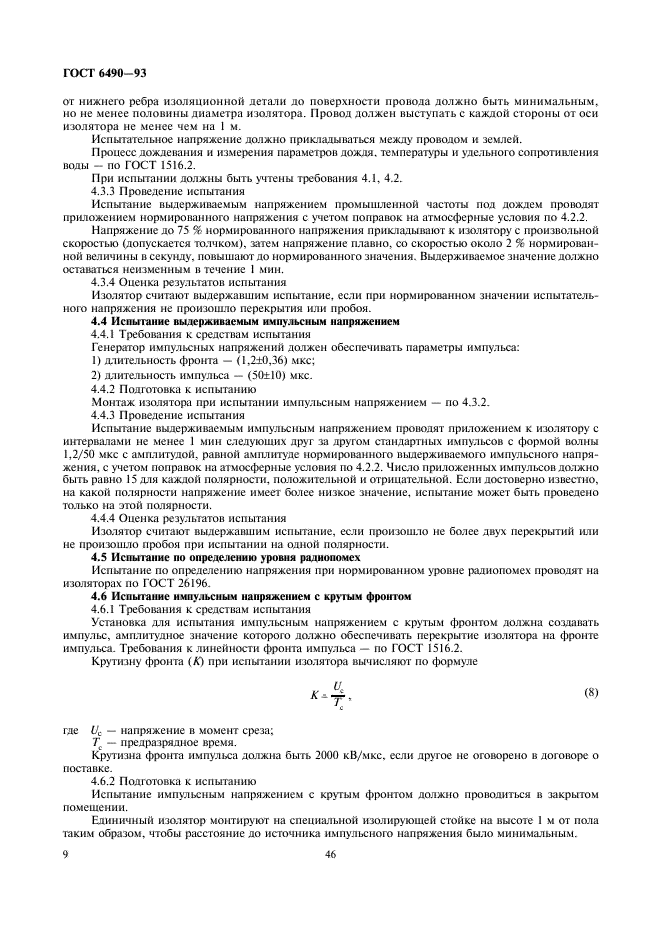 ГОСТ 6490—93
от нижнего ребра изоляционной детали до поверхности провода должно быть минимальным,
но не менее половины диаметра изолятора. Провод должен выступать с каждой стороны от оси
изолятора не менее чем на 1 м.
Испытательное напряжение должно прикладываться между проводом и землей.
Процесс дождевания и измерения параметров дождя, температуры и удельного сопротивления
воды — по ГОСТ 1516.2.
При испытании должны быть учтены требования 4.1, 4.2.
4.3.3 Проведение испытания
Испытание выдерживаемым напряжением промышленной частоты под дождем проводят
приложением нормированного напряжения с учетом поправок на атмосферные условия по 4.2.2.
Напряжение до 75 % нормированного напряжения прикладывают к изолятору с произвольной
скоростью (допускается толчком), затем напряжение плавно, со скоростью около 2 % нормирован-
ной величины в секунду, повышают до нормированного значения. Выдерживаемое значение должно
оставаться неизменным в течение 1 мин.
4.3.4 Оценка результатов испытания
Изолятор считают выдержавшим испытание, если при нормированном значении испытатель-
ного напряжения не произошло перекрытия или пробоя.
4.4 Испытание выдерживаемым импульсным напряжением
4.4.1 Требования к средствам испытания
Генератор импульсных напряжений должен обеспечивать параметры импульса:
1) длительность фронта — (1,2±0,36) мкс;
2) длительность импульса — (50±10) мкс.
4.4.2 Подготовка к испытанию
Монтаж изолятора при испытании импульсным напряжением — по 4.3.2.
4.4.3 Проведение испытания
Испытание выдерживаемым импульсным напряжением проводят приложением к изолятору с
интервалами не менее 1 мин следующих друг за другом стандартных импульсов с формой волны
1,2/50 мкс с амплитудой, равной амплитуде нормированного выдерживаемого импульсного напря-
жения, с учетом поправок на атмосферные условия по 4.2.2. Число приложенных импульсов должно
быть равно 15 для каждой полярности, положительной и отрицательной. Если достоверно известно,
на какой полярности напряжение имеет более низкое значение, испытание может быть проведено
только на этой полярности.
4.4.4 Оценка результатов испытания
Изолятор считают выдержавшим испытание, если произошло не более двух перекрытий или
не произошло пробоя при испытании на одной полярности.
4.5 Испытание по определению уровня радиопомех
Испытание по определению напряжения при нормированном уровне радиопомех проводят на
изоляторах по ГОСТ 26196.
4.6 Испытание импульсным напряжением с крутым фронтом
4.6.1 Требования к средствам испытания
Установка для испытания импульсным напряжением с крутым фронтом должна создавать
импульс, амплитудное значение которого должно обеспечивать перекрытие изолятора на фронте
импульса. Требования к линейности фронта импульса — по ГОСТ 1516.2.
Крутизну фронта (K) при испытании изолятора вычисляют по формуле
K = U_c / T_c , (8)
где U_c — напряжение в момент среза;
T_c — предразрядное время.
Крутизна фронта импульса должна быть 2000 кВ/мкс, если другое не оговорено в договоре о
поставке.
4.6.2 Подготовка к испытанию
Испытание импульсным напряжением с крутым фронтом должно проводиться в закрытом
помещении.
Единичный изолятор монтируют на специальной изолирующей стойке на высоте 1 м от пола
таким образом, чтобы расстояние до источника импульсного напряжения было минимальным.
9 46